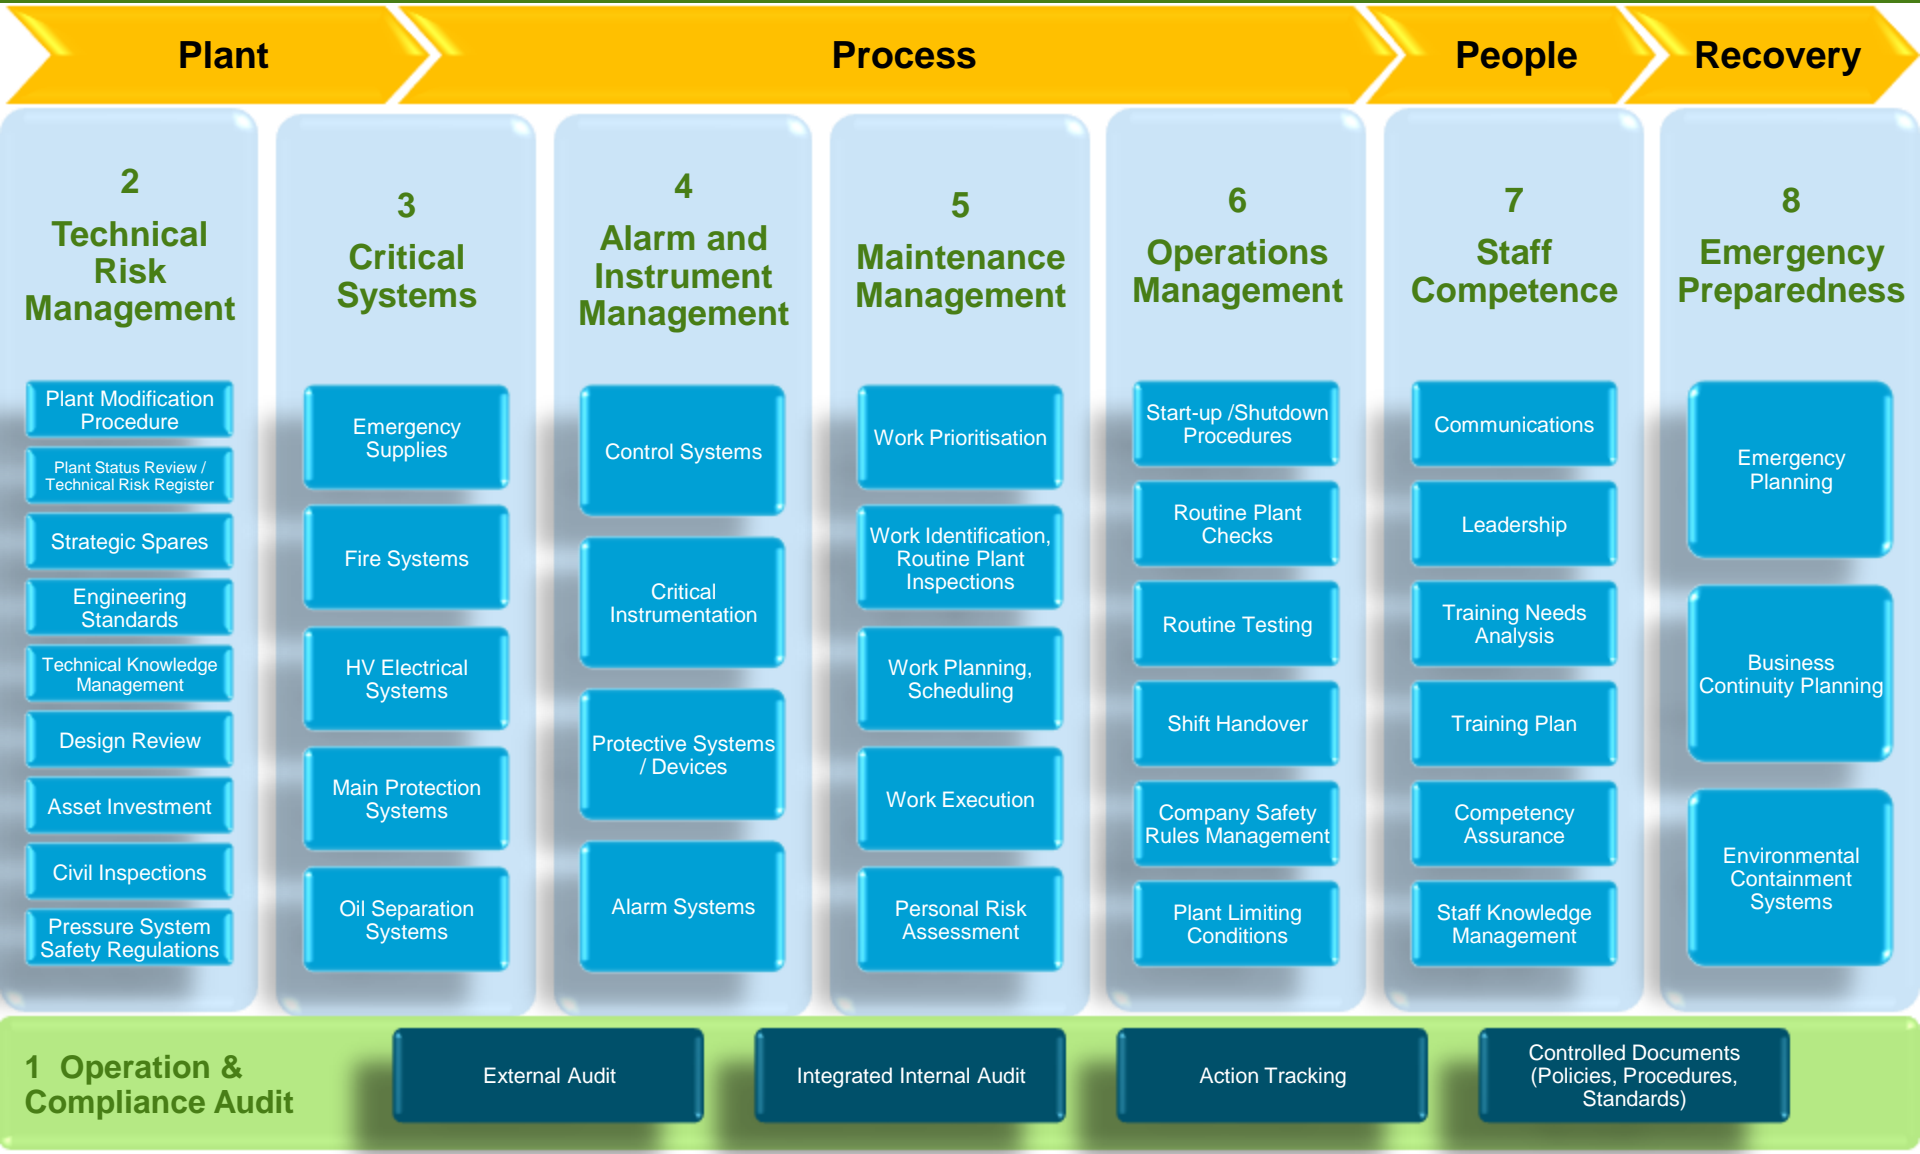 Plant
Process
People
Recovery
2
Technical
Risk
Management
Plant Modification
Procedure
Plant Status Review /
Technical Risk Register
Strategic Spares
Engineering
Standards
Technical Knowledge
Management
Design Review
Asset Investment
Civil Inspections
Pressure System
Safety Regulations
3
Critical
Systems
Emergency
Supplies
Fire Systems
HV Electrical
Systems
Main Protection
Systems
Oil Separation
Systems
4
Alarm and
Instrument
Management
Control Systems
Critical
Instrumentation
Protective Systems
/ Devices
Alarm Systems
5
Maintenance
Management
Work Prioritisation
Work Identification,
Routine Plant
Inspections
Work Planning,
Scheduling
Work Execution
Personal Risk
Assessment
6
Operations
Management
Start-up /Shutdown
Procedures
Routine Plant
Checks
Routine Testing
Shift Handover
Company Safety
Rules Management
Plant Limiting
Conditions
7
Staff
Competence
Communications
Leadership
Training Needs
Analysis
Training Plan
Competency
Assurance
Staff Knowledge
Management
8
Emergency
Preparedness
Emergency
Planning
Business
Continuity Planning
Environmental
Containment
Systems
1 Operation &
Compliance Audit
External Audit
Integrated Internal Audit
Action Tracking
Controlled Documents
(Policies, Procedures,
Standards)